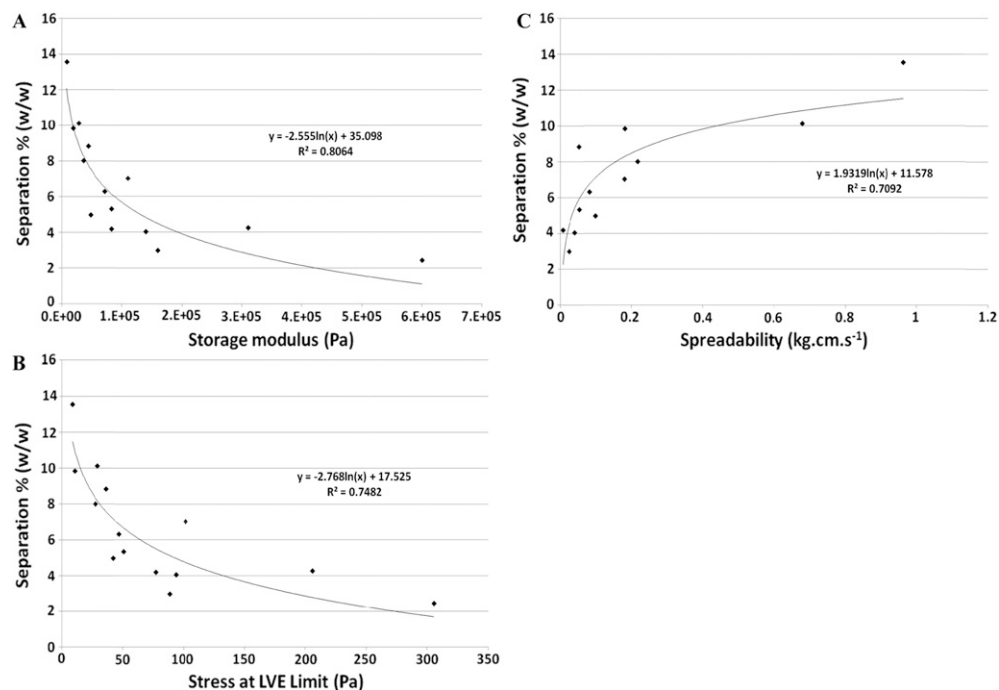 A
16
14
12
10
8
6
4
2
0
Separation % (w/w)
y = -2.555ln(x) + 35.098
R² = 0.8064
0.E+00 1.E+05 2.E+05 3.E+05 4.E+05 5.E+05 6.E+05 7.E+05
Storage modulus (Pa)
C
16
14
12
10
8
6
4
2
0
Separation % (w/w)
y = 1.9319ln(x) + 11.578
R² = 0.7092
0 0.2 0.4 0.6 0.8 1 1.2
Spreadability (kg.cm.s⁻¹)
B
16
14
12
10
8
6
4
2
0
Separation % (w/w)
y = -2.768ln(x) + 17.525
R² = 0.7482
0 50 100 150 200 250 300 350
Stress at LVE Limit (Pa)